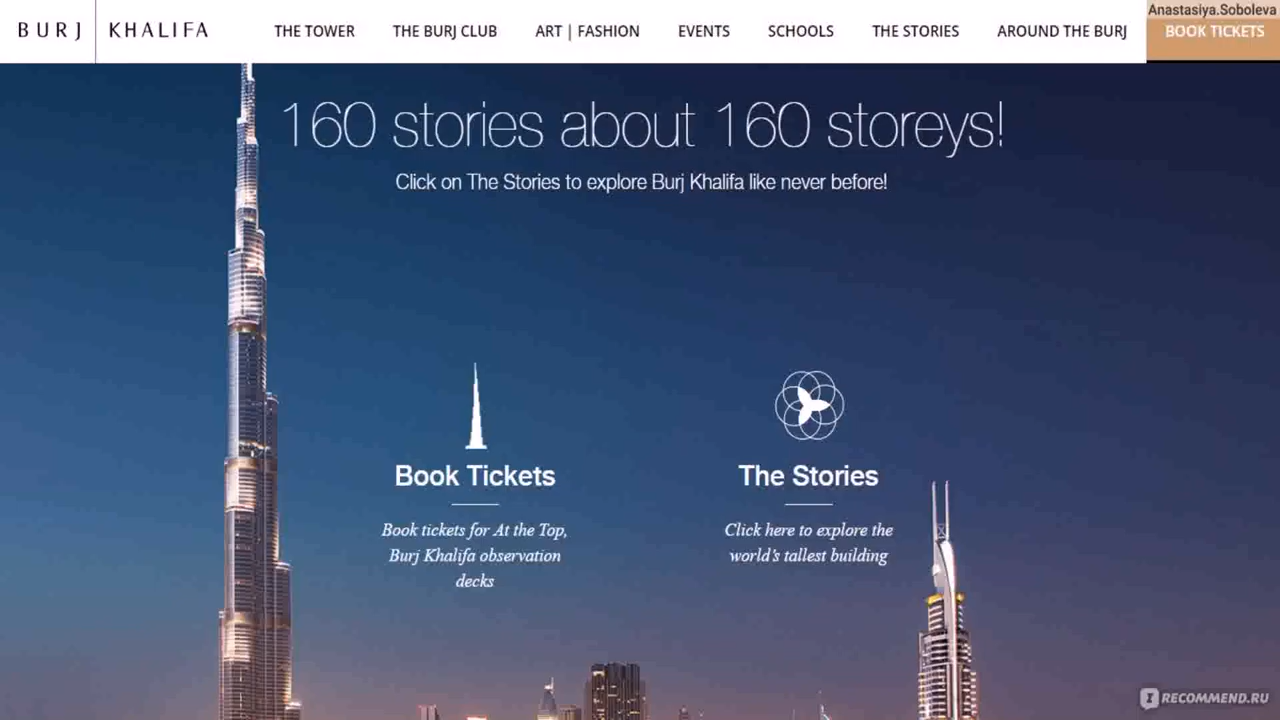 Anastasiya.Soboleva
BURJ KHALIFA
THE TOWER
THE BURJ CLUB
ART | FASHION
EVENTS
SCHOOLS
THE STORIES
AROUND THE BURJ
BOOK TICKETS
160 stories about 160 storeys!
Click on The Stories to explore Burj Khalifa like never before!
Book Tickets
Book tickets for At the Top,
Burj Khalifa observation
decks
The Stories
Click here to explore the
world's tallest building
IRECOMMEND.RU